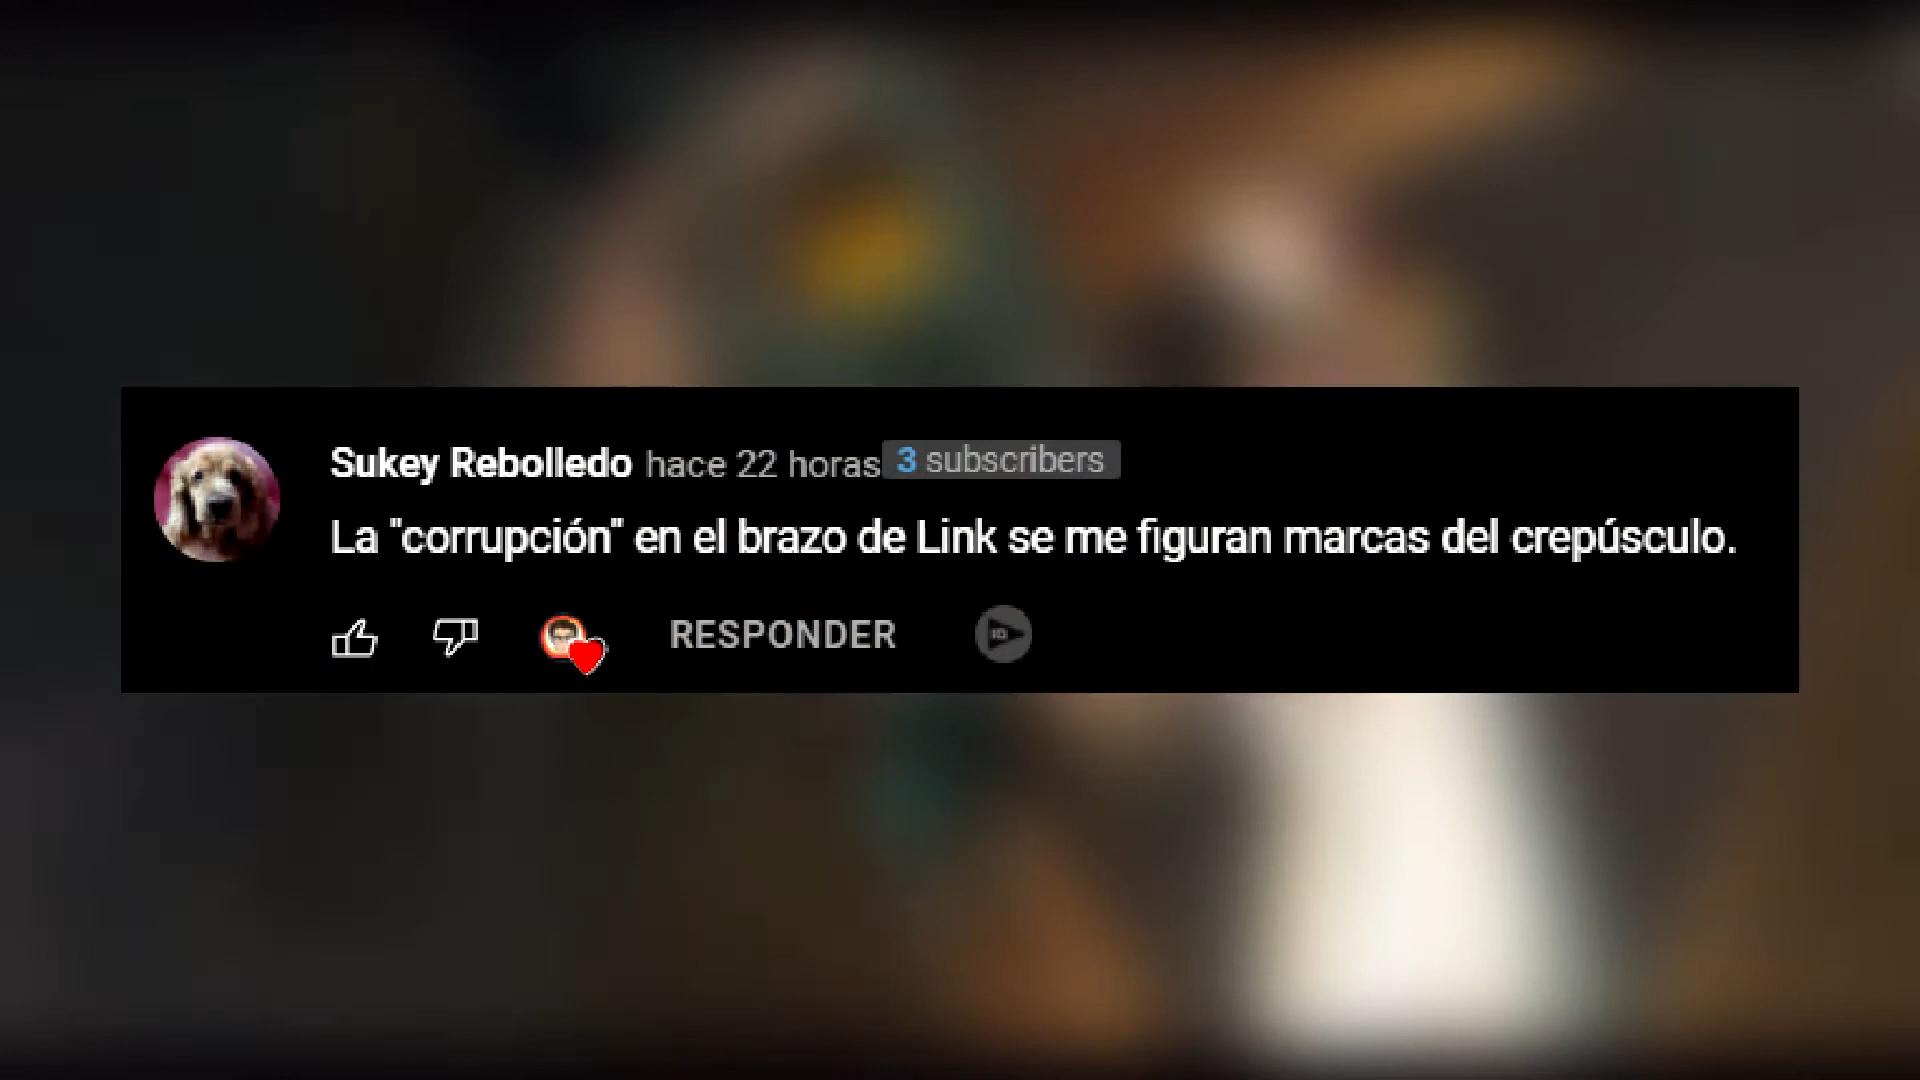 Sukey Rebolledo hace 22 horas 3 subscribers
La "corrupción" en el brazo de Link se me figuran marcas del crepúsculo.
RESPONDER
IQ